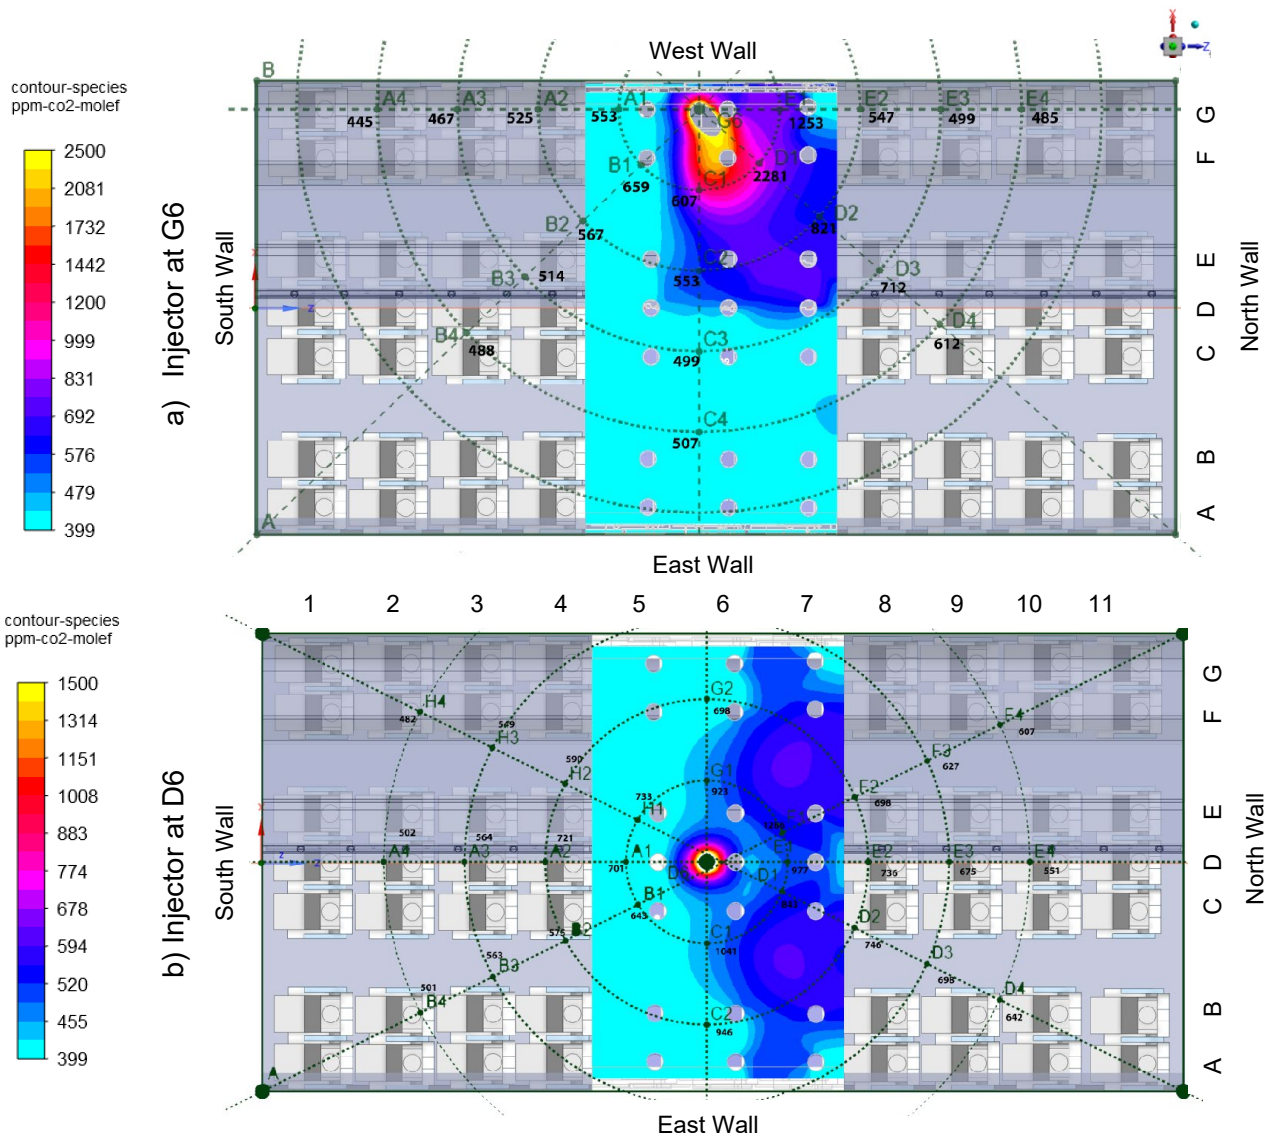 West Wall
X
Z
contour-species
ppm-co2-molef
B
A4 A3 A2 A1 E1 E2 E3 E4 G
445 467 525 553 G6 1253 547 499 485
2500
2081
1732
1442
1200
999
831
692
576
479
399
a) Injector at G6
South Wall
North Wall
B1 D1 F
659 C1 2281
607
B2 D2
567 821
C2 E
553
B3 514 D3
712
Z D
B4 D4
488 612
C3 C
499
C4
507
B
A A
East Wall
contour-species
ppm-co2-molef
1 2 3 4 5 6 7 8 9 10 11
1500
1314
1151
1008
883
774
678
594
520
455
399
b) Injector at D6
South Wall
North Wall
G
H4 G2 F4 F
482 549 698 607
H3 F3
590 627
H2 G1 F2
733 923 698
H1 E
502 564 721
A4 A3 A2 A1 E1 E2 E3 E4 D
701 D6 D1 977 736 675 551
B1 C
643
B2 C1 D2
1041 746
563
B3 D3
501
B4 D4 B
C2 642
946
A A
East Wall